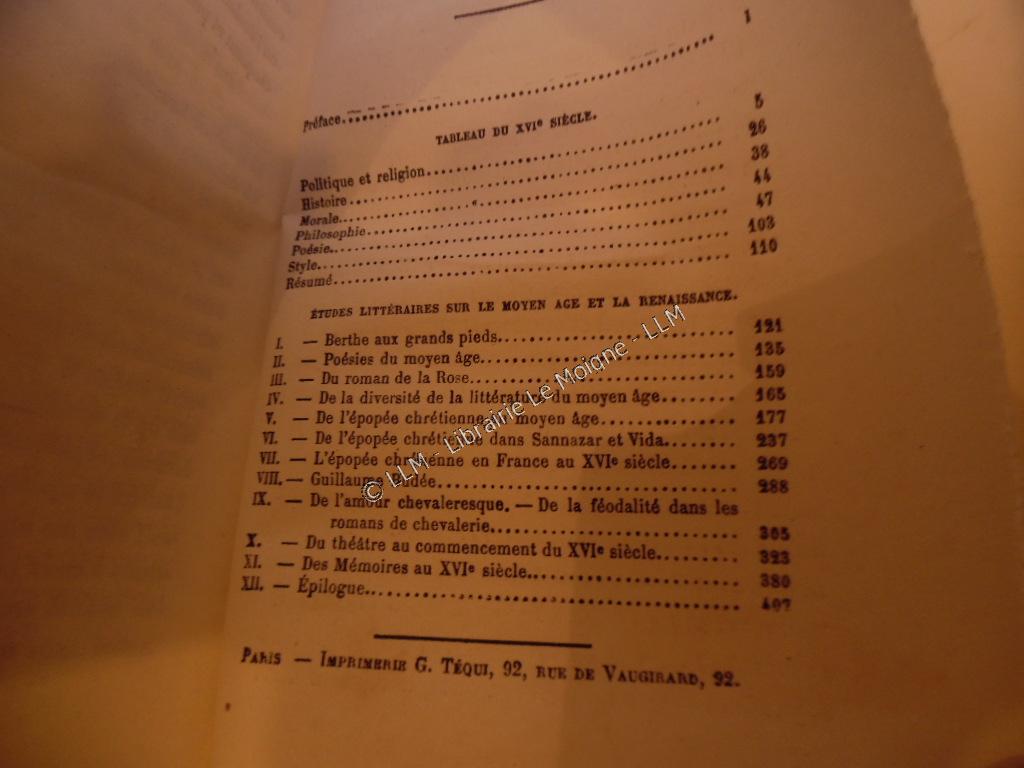 1
Préface
TABLEAU DU XVIe SIÈCLE.
Politique et religion 5
Histoire 26
Morale 38
Philosophie 44
Poésie 47
Style 103
Résumé 110
ÉTUDES LITTÉRAIRES SUR LE MOYEN AGE ET LA RENAISSANCE.
I. — Berthe aux grands pieds 121
II. — Poésies du moyen âge 135
III. — Du roman de la Rose 159
IV. — De la diversité de la littérature du moyen âge 165
V. — De l'épopée chrétienne au moyen âge 177
VI. — De l'épopée chrétienne dans Sannazar et Vida 237
VII. — L'épopée chrétienne en France au XVIe siècle 269
VIII. — Guillaume Budée 288
IX. — De l'amour chevaleresque. — De la féodalité dans les
romans de chevalerie 305
X. — Du théâtre au commencement du XVIe siècle 323
XI. — Des Mémoires au XVIe siècle 380
XII. — Épilogue 407
PARIS — IMPRIMERIE G. TÉQUI, 92, RUE DE VAUGIRARD, 92.
© LLM - Librairie Le Moigne - LLM